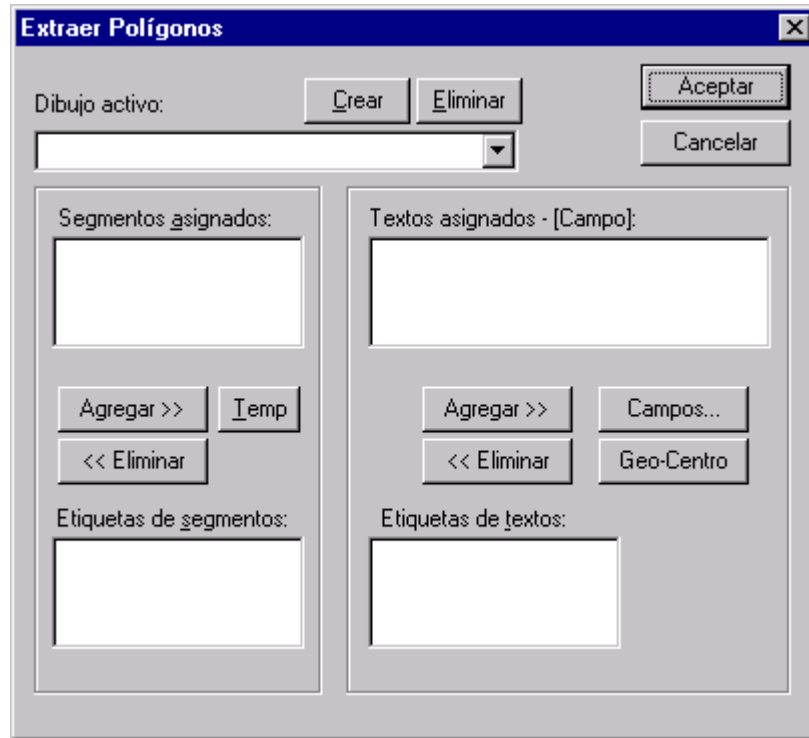 Extraer Polígonos
Dibujo activo:
Crear
Eliminar
Aceptar
Cancelar
Segmentos asignados:
Agregar >>
Temp
<< Eliminar
Etiquetas de segmentos:
Textos asignados - [Campo]:
Agregar >>
Campos...
<< Eliminar
Geo-Centro
Etiquetas de textos: